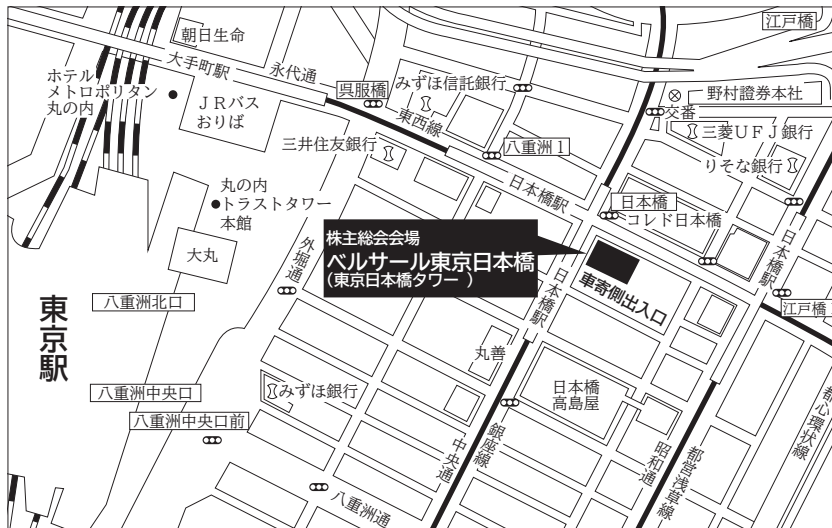 朝日生命
大手町駅
永代通
ホテル
メトロポリタン
丸の内
JRバス
おりば
呉服橋
みずほ信託銀行
東西線
江戸橋
野村證券本社
交番
三菱UFJ銀行
りそな銀行
三井住友銀行
八重洲1
日本橋駅
日本橋
コレド日本橋
丸の内
トラストタワー
本館
大丸
外堀通
株主総会会場
ベルサール東京日本橋
(東京日本橋タワー )
車寄側出入口
日本橋駅
日本橋駅
江戸橋1
東京駅
八重洲北口
八重洲中央口
八重洲中央口前
みずほ銀行
丸善
日本橋
高島屋
中央通
銀座線
昭和通
都営浅草線
都心環状線
八重洲通